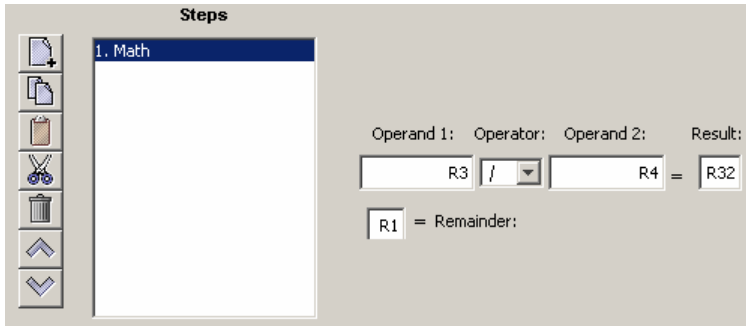 Steps
1. Math
Operand 1: Operator: Operand 2: Result:
R3 / R4 = R32
R1 = Remainder: